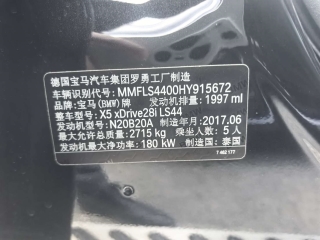 德国宝马汽车集团罗勇工厂制造
车辆识别代号: MMFLS4400HY915672
品牌: 宝马(BMW)牌 发动机排量: 1997 ml
整车型号: X5 xDrive28i LS44
发动机型号: N20B20A 制造年月: 2017.06
最大允许总质量: 2715 kg 乘坐人数: 5 人
发动机最大净功率: 180 kW 制造国: 泰国
7 462 177